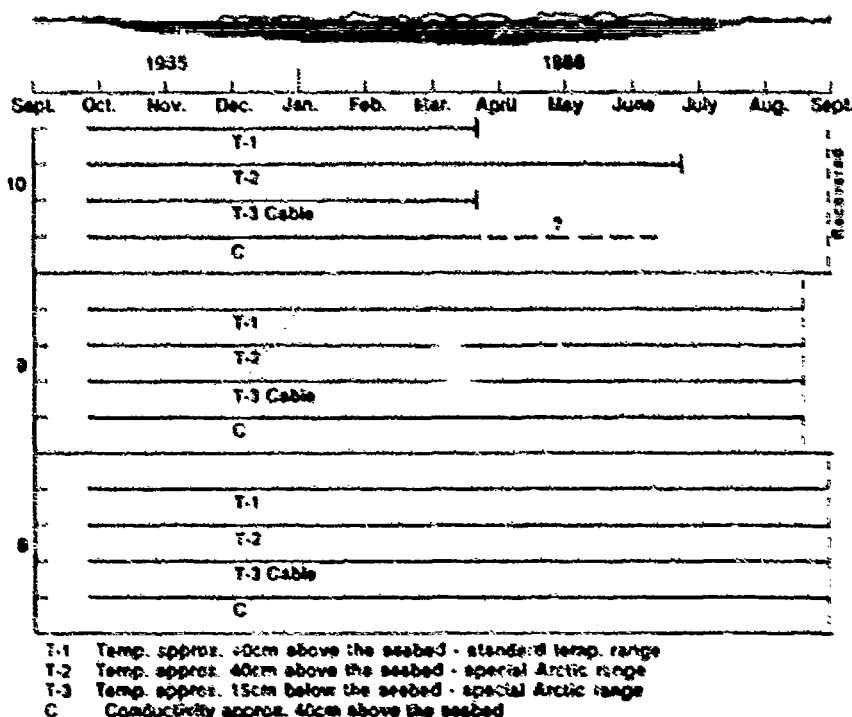 1935 1986
Sept. Oct. Nov. Dec. Jan. Feb. Mar. April May June July Aug. Sept.
T-1
10
T-2
T-3 Cable
?
C
Recovered
T-1
9
T-2
T-3 Cable
C
T-1
T-2
8
T-3 Cable
C
T-1 Temp. approx. 40cm above the seabed - standard temp. range
T-2 Temp. approx. 40cm above the seabed - special Arctic range
T-3 Temp. approx. 15cm below the seabed - special Arctic range
C Conductivity approx. 40cm above the seabed